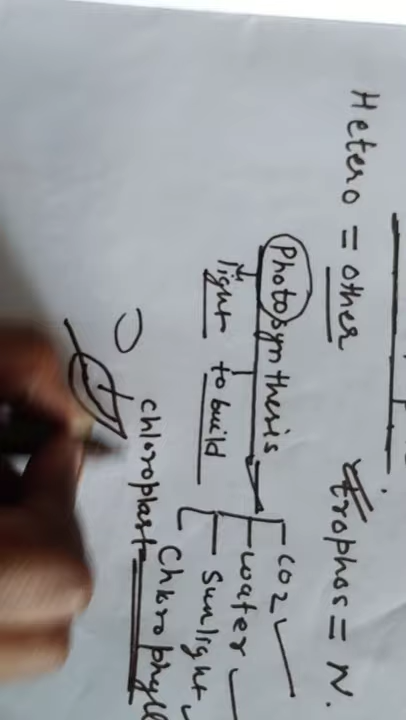 Hetero = other trophos = N.
Photosynthesis
light to build
CO2
water
sunlight
Chlorophyll
Chloroplast